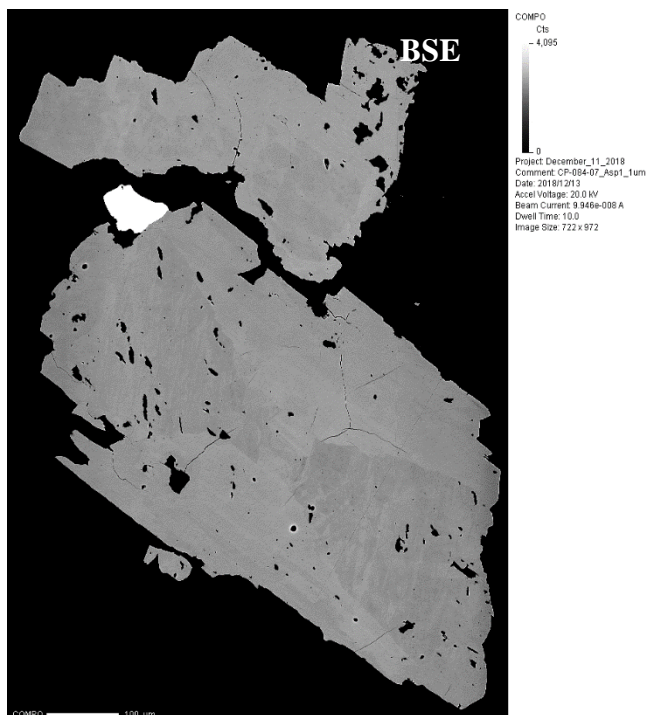 BSE
COMPO
Cts
4,095
0
Project: December_11_2018
Comment: CP-084-07_Asp1_1um
Date: 2018/12/13
Accel Voltage: 20.0 kV
Beam Current: 9.946e-008 A
Dwell Time: 10.0
Image Size: 722 x 972
COMPO 100 µm